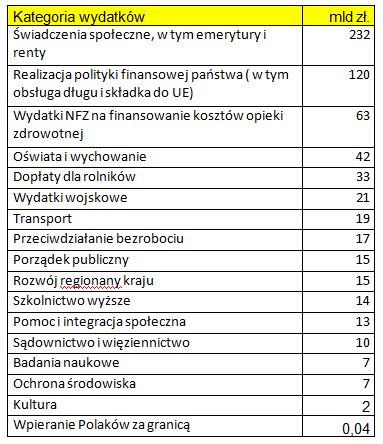 Kategoria wydatków mld zł.
Świadczenia społeczne, w tym emerytury i 232
renty
Realizacja polityki finansowej państwa ( w tym 120
obsługa długu i składka do UE)
Wydatki NFZ na finansowanie kosztów opieki 63
zdrowotnej
Oświata i wychowanie 42
Dopłaty dla rolników 33
Wydatki wojskowe 21
Transport 19
Przeciwdziałanie bezrobociu 17
Porządek publiczny 15
Rozwój regionany kraju 15
Szkolnictwo wyższe 14
Pomoc i integracja społeczna 13
Sądownictwo i więziennictwo 10
Badania naukowe 7
Ochrona środowiska 7
Kultura 2
Wpieranie Polaków za granicą 0,04